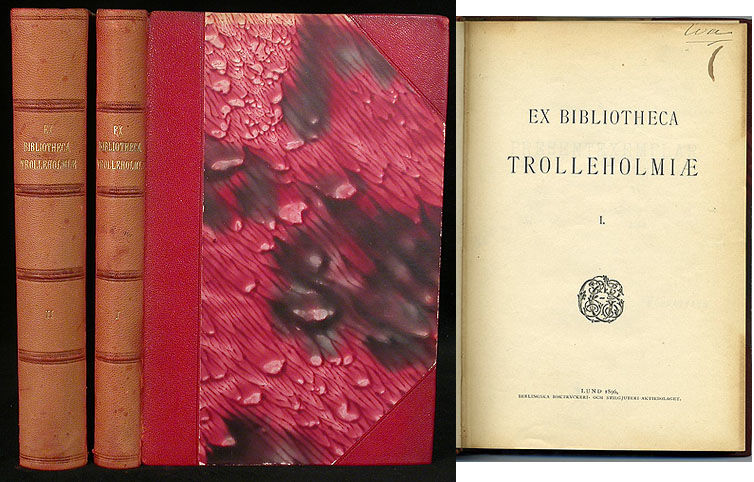 EX
BIBLIOTHECA
TROLLEHOLMIÆ
II
EX
BIBLIOTHECA
TROLLEHOLMIÆ
I
EX BIBLIOTHECA
TROLLEHOLMIÆ
I.
LUND 1896,
BERLINGSKA BOKTRYCKERI- OCH STILGJUTERI-AKTIEBOLAGET.